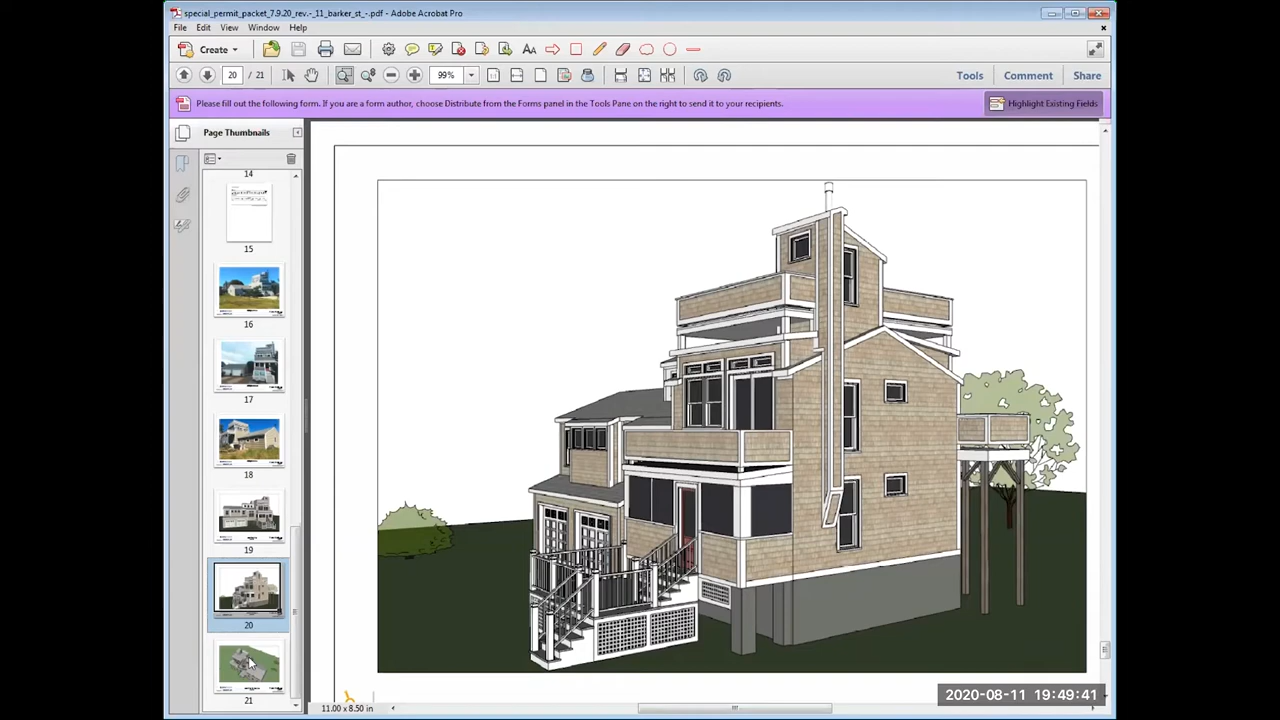 special_permit_packet_7.9.20_rev.-_11_barker_st_-.pdf - Adobe Acrobat Pro
File Edit View Window Help
Create
20 / 21 99% Tools Comment Share
Please fill out the following form. If you are a form author, choose Distribute from the Forms panel in the Tools Pane on the right to send it to your recipients. Highlight Existing Fields
Page Thumbnails
14
15
16
17
18
19
20
21
11.00 x 8.50 in
2020-08-11 19:49:41